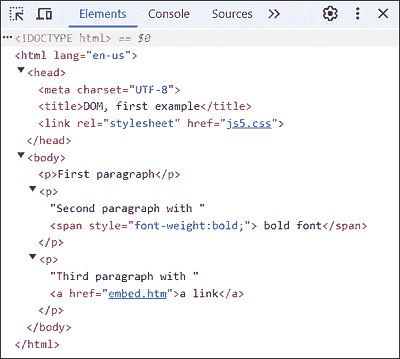 Elements Console Sources
<!DOCTYPE html> == $0
<html lang="en-us">
<head>
<meta charset="UTF-8">
<title>DOM, first example</title>
<link rel="stylesheet" href="js5.css">
</head>
<body>
<p>First paragraph</p>
<p>
"Second paragraph with "
<span style="font-weight:bold;"> bold font</span>
</p>
<p>
"Third paragraph with "
<a href="embed.htm">a link</a>
</p>
</body>
</html>